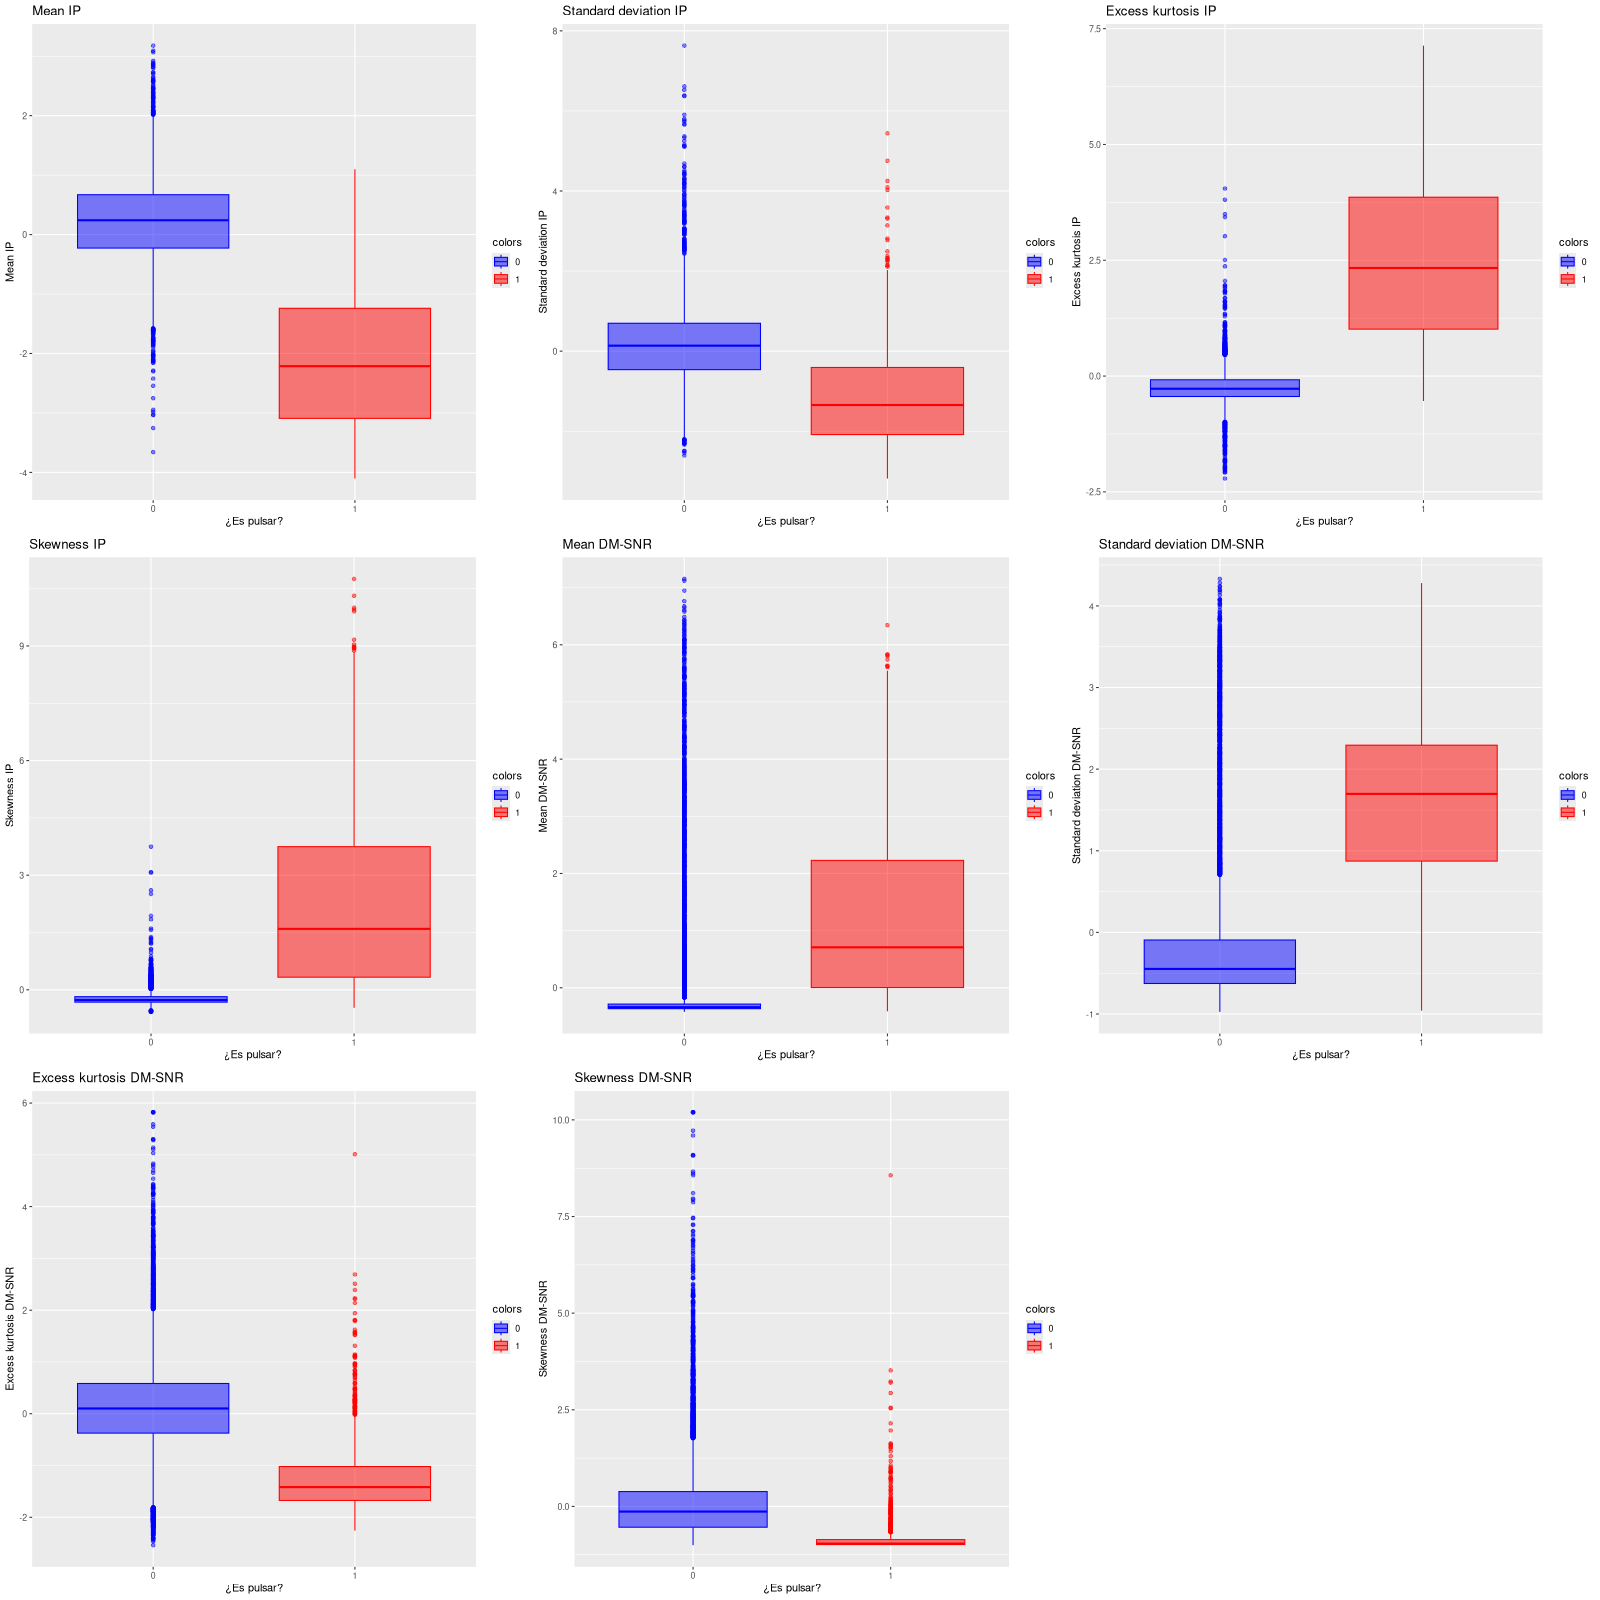 Mean IP
Mean IP
2
0
-2
-4
0
1
¿Es pulsar?
colors
0
1
Standard deviation IP
Standard deviation IP
8
4
0
0
1
¿Es pulsar?
colors
0
1
Excess kurtosis IP
Excess kurtosis IP
7.5
5.0
2.5
0.0
-2.5
0
1
¿Es pulsar?
colors
0
1
Skewness IP
Skewness IP
9
6
3
0
0
1
¿Es pulsar?
colors
0
1
Mean DM-SNR
Mean DM-SNR
6
4
2
0
0
1
¿Es pulsar?
colors
0
1
Standard deviation DM-SNR
Standard deviation DM-SNR
4
3
2
1
0
-1
0
1
¿Es pulsar?
colors
0
1
Excess kurtosis DM-SNR
Excess kurtosis DM-SNR
6
4
2
0
-2
0
1
¿Es pulsar?
colors
0
1
Skewness DM-SNR
Skewness DM-SNR
10.0
7.5
5.0
2.5
0.0
0
1
¿Es pulsar?
colors
0
1